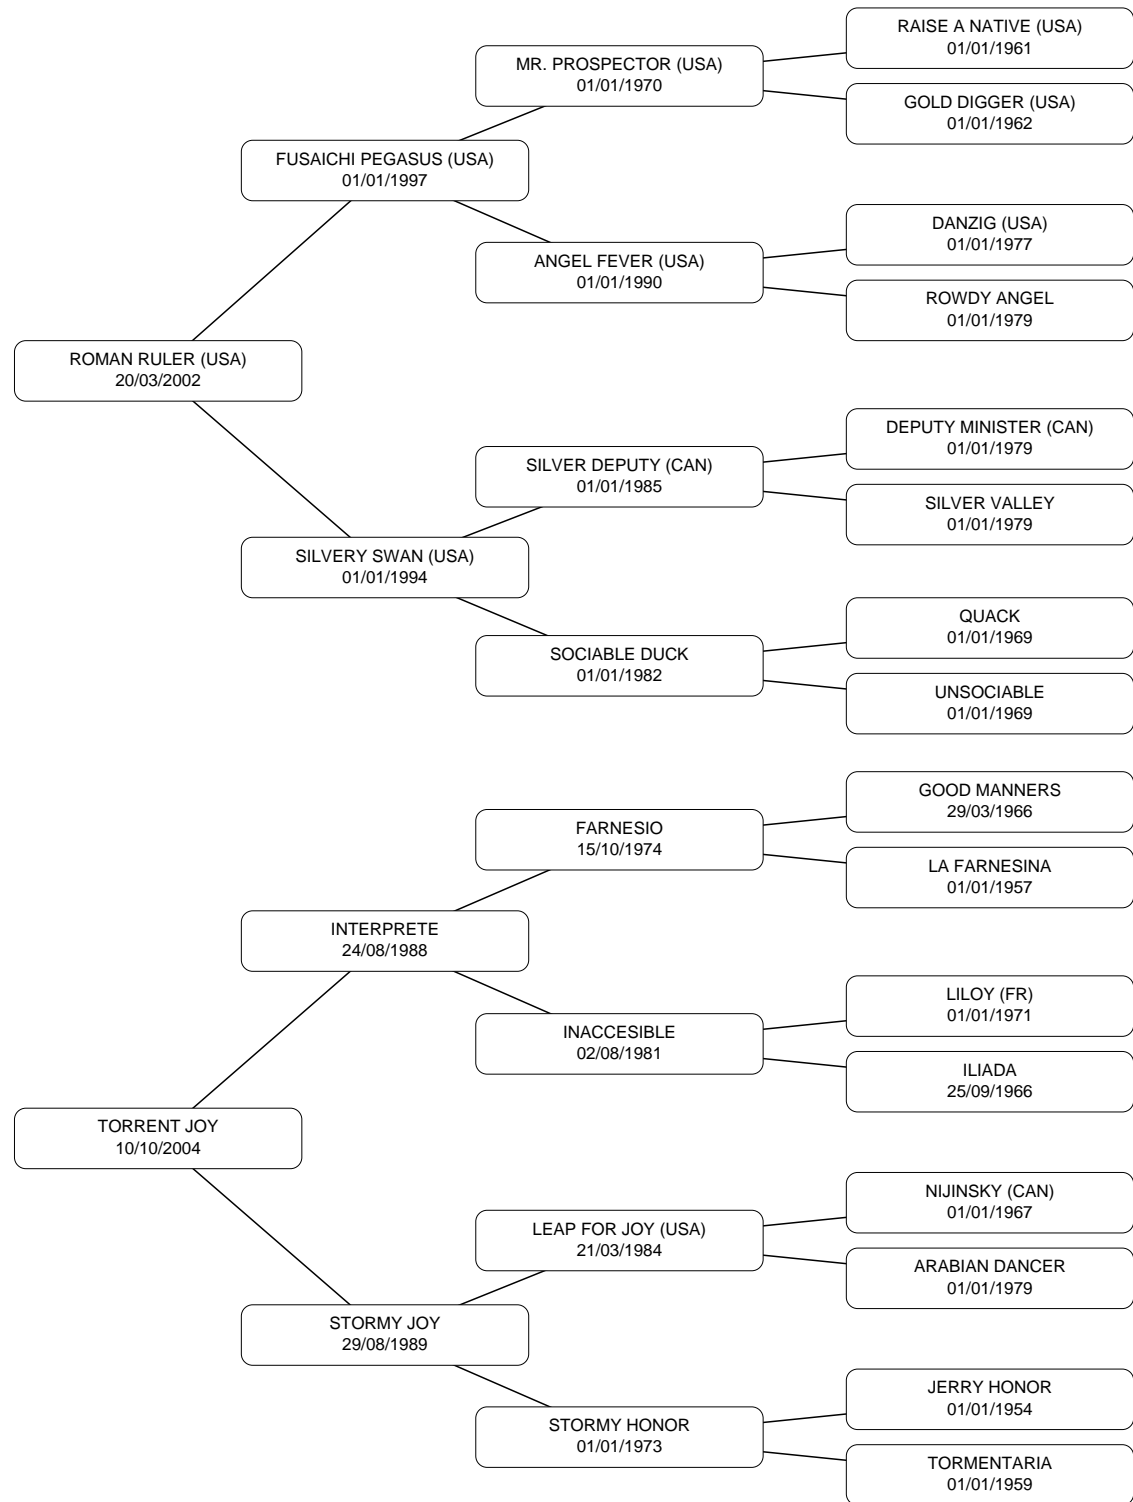 RAISE A NATIVE (USA)
01/01/1961
MR. PROSPECTOR (USA)
01/01/1970
GOLD DIGGER (USA)
01/01/1962
FUSAICHI PEGASUS (USA)
01/01/1997
DANZIG (USA)
01/01/1977
ANGEL FEVER (USA)
01/01/1990
ROWDY ANGEL
01/01/1979
ROMAN RULER (USA)
20/03/2002
DEPUTY MINISTER (CAN)
01/01/1979
SILVER DEPUTY (CAN)
01/01/1985
SILVER VALLEY
01/01/1979
SILVERY SWAN (USA)
01/01/1994
QUACK
01/01/1969
SOCIABLE DUCK
01/01/1982
UNSOCIABLE
01/01/1969
GOOD MANNERS
29/03/1966
FARNESIO
15/10/1974
LA FARNESINA
01/01/1957
INTERPRETE
24/08/1988
LILOY (FR)
01/01/1971
INACCESIBLE
02/08/1981
ILIADA
25/09/1966
TORRENT JOY
10/10/2004
NIJINSKY (CAN)
01/01/1967
LEAP FOR JOY (USA)
21/03/1984
ARABIAN DANCER
01/01/1979
STORMY JOY
29/08/1989
JERRY HONOR
01/01/1954
STORMY HONOR
01/01/1973
TORMENTARIA
01/01/1959